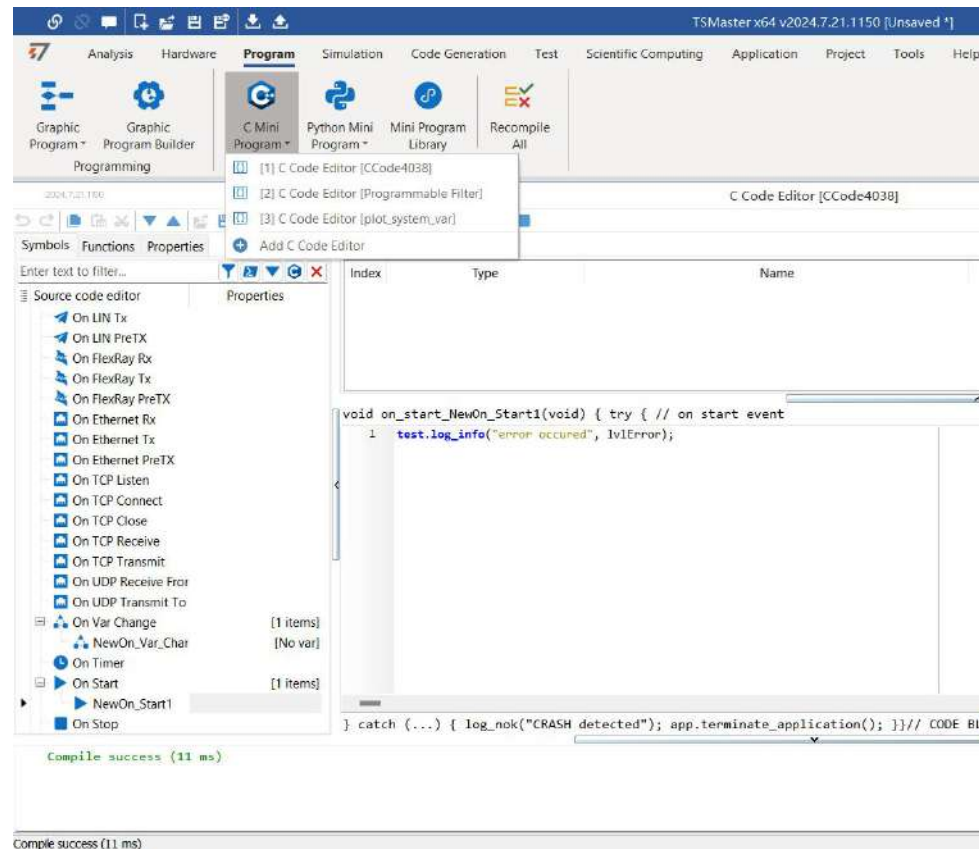 TSMaster x64 v2024.7.21.1150 [Unsaved *]
Analysis Hardware Program Simulation Code Generation Test Scientific Computing Application Project Tools Help
Graphic Program
Graphic Program Builder
C Mini Program
Python Mini Program
Mini Program Library
Recompile All
Programming
[1] C Code Editor [CCode4038]
[2] C Code Editor [Programmable Filter]
[3] C Code Editor [plot_system_var]
Add C Code Editor
C Code Editor [CCode4038]
Symbols Functions Properties
Enter text to filter...
Index Type Name
Source code editor Properties
On LIN Tx
On LIN PreTX
On FlexRay Rx
On FlexRay Tx
On FlexRay PreTX
On Ethernet Rx
On Ethernet Tx
On Ethernet PreTX
On TCP Listen
On TCP Connect
On TCP Close
On TCP Receive
On TCP Transmit
On UDP Receive Fror
On UDP Transmit To
On Var Change [1 items]
NewOn_Var_Char [No var]
On Timer
On Start [1 items]
NewOn_Start1
On Stop
void on_start_NewOn_Start1(void) { try { // on start event
1 test.log_info("error occured", lvlError);
} catch (...) { log_nok("CRASH detected"); app.terminate_application(); }}// CODE BL
Compile success (11 ms)
Compile success (11 ms)